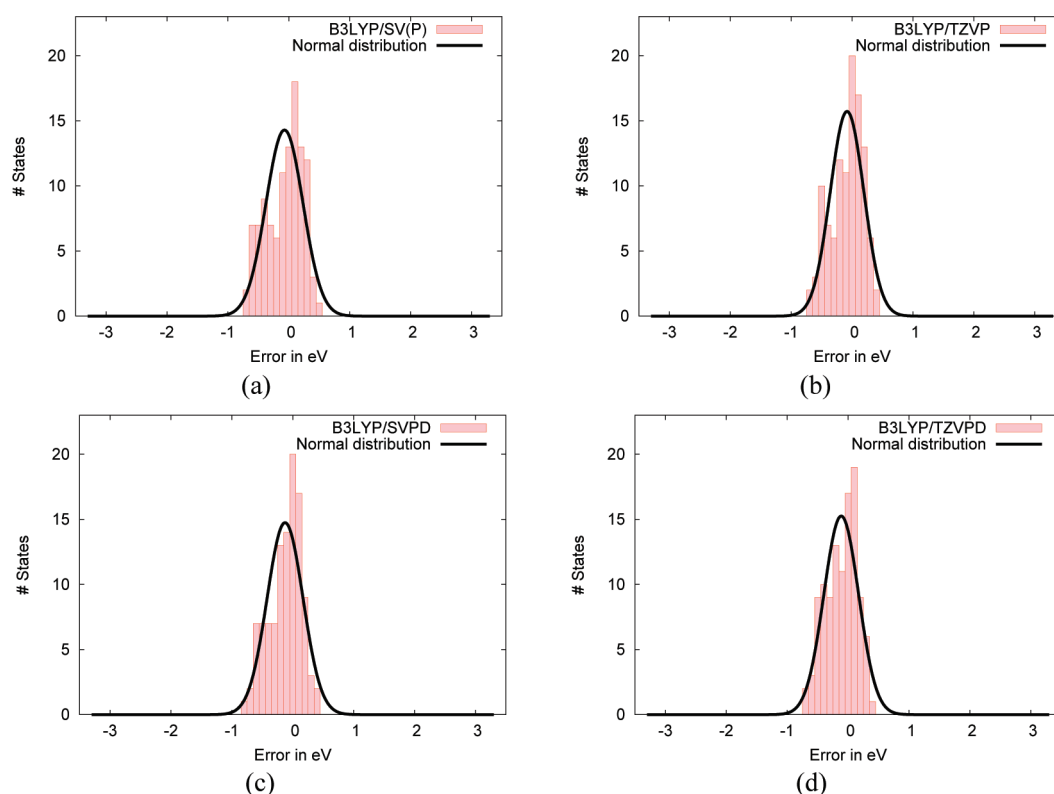 B3LYP/SV(P)
Normal distribution
20
15
10
5
0
# States
-3 -2 -1 0 1 2 3
Error in eV
(a)
B3LYP/TZVP
Normal distribution
20
15
10
5
0
# States
-3 -2 -1 0 1 2 3
Error in eV
(b)
B3LYP/SVPD
Normal distribution
20
15
10
5
0
# States
-3 -2 -1 0 1 2 3
Error in eV
(c)
B3LYP/TZVPD
Normal distribution
20
15
10
5
0
# States
-3 -2 -1 0 1 2 3
Error in eV
(d)